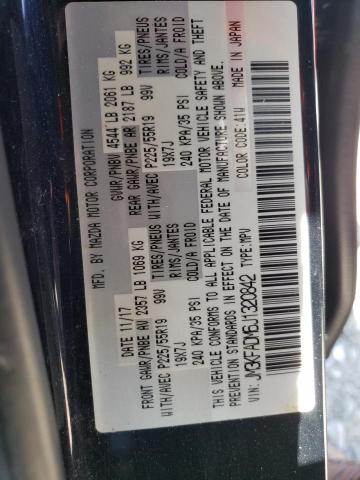 MFD. BY MAZDA MOTOR CORPORATION
DATE 11/17 GVWR/PNBV 4544 LB 2061 KG
FRONT GAWR/PNBE AV 2357 LB 1069 KG REAR GAWR/PNBE AR 2187 LB 992 KG
WITH/AVEC P225/55R19 99V TIRES/PNEUS WITH/AVEC P225/55R19 99V TIRES/PNEUS
19X7J RIMS/JANTES 19X7J RIMS/JANTES
240 KPA/35 PSI COLD/A FROID 240 KPA/35 PSI COLD/A FROID
THIS VEHICLE CONFORMS TO ALL APPLICABLE FEDERAL MOTOR VEHICLE SAFETY AND THEFT
PREVENTION STANDARDS IN EFFECT ON THE DATE OF MANUFACTURE SHOWN ABOVE.
VIN: JM3KFADM6J1320842 TYPE:MPV COLOR CODE:41W MADE IN JAPAN